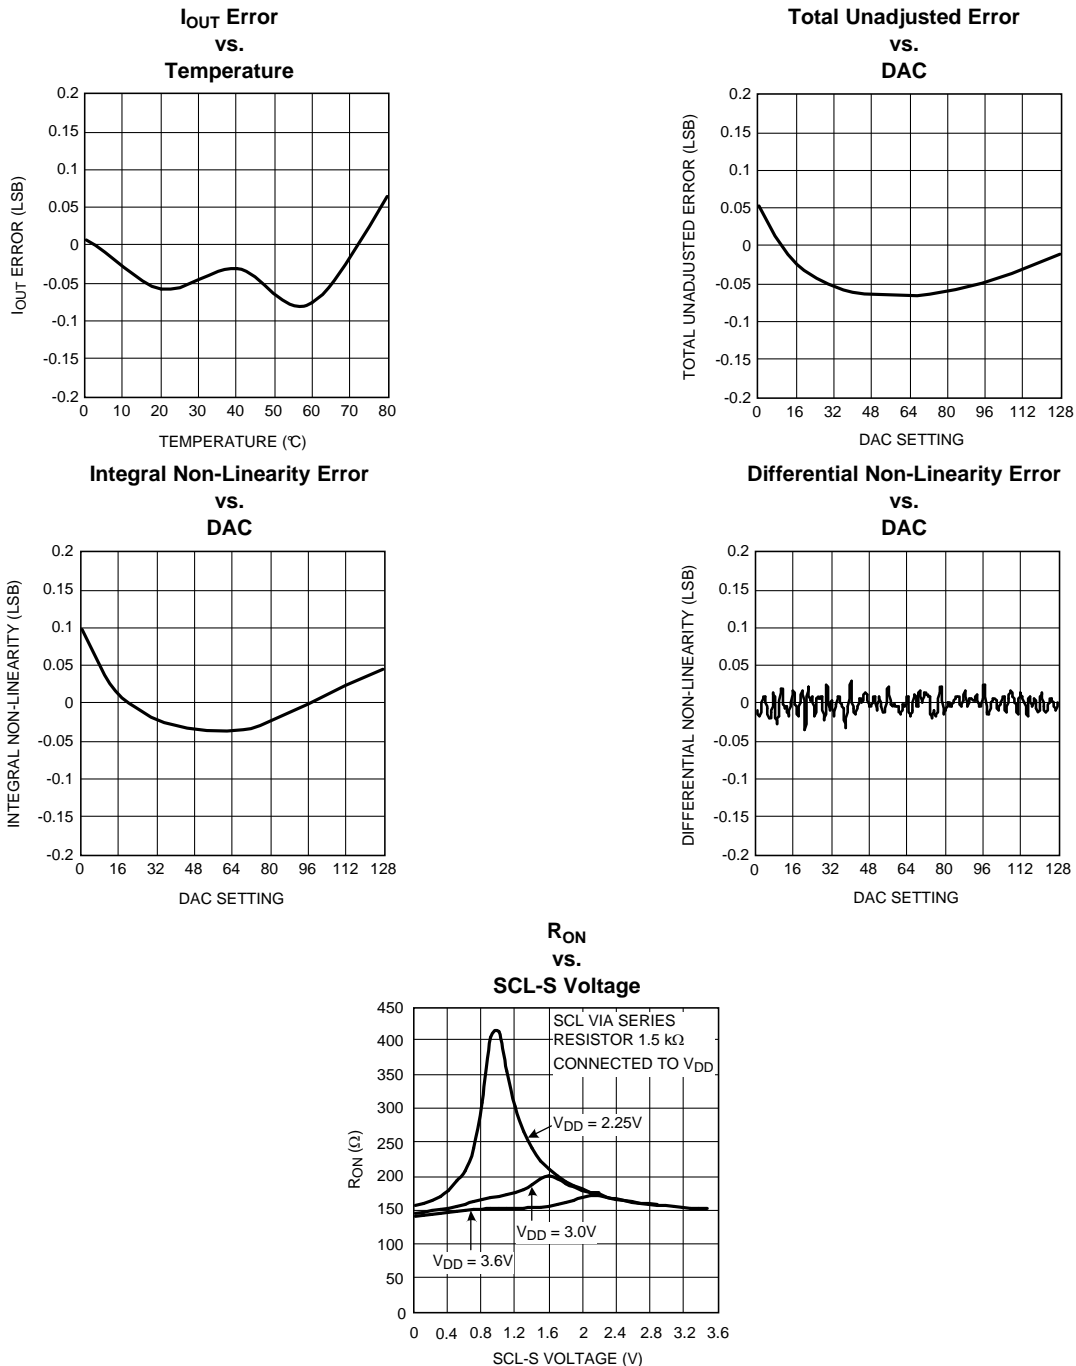 I_OUT Error
vs.
Temperature
0.2
0.15
0.1
0.05
0
-0.05
-0.1
-0.15
-0.2
I_OUT ERROR (LSB)
0 10 20 30 40 50 60 70 80
TEMPERATURE (°C)
Total Unadjusted Error
vs.
DAC
0.2
0.15
0.1
0.05
0
-0.05
-0.1
-0.15
-0.2
TOTAL UNADJUSTED ERROR (LSB)
0 16 32 48 64 80 96 112 128
DAC SETTING
Integral Non-Linearity Error
vs.
DAC
0.2
0.15
0.1
0.05
0
-0.05
-0.1
-0.15
-0.2
INTEGRAL NON-LINEARITY (LSB)
0 16 32 48 64 80 96 112 128
DAC SETTING
Differential Non-Linearity Error
vs.
DAC
0.2
0.15
0.1
0.05
0
-0.05
-0.1
-0.15
-0.2
DIFFERENTIAL NON-LINEARITY (LSB)
0 16 32 48 64 80 96 112 128
DAC SETTING
R_ON
vs.
SCL-S Voltage
450
400
350
300
250
200
150
100
50
0
R_ON (Ω)
SCL VIA SERIES
RESISTOR 1.5 kΩ
CONNECTED TO V_DD
V_DD = 2.25V
V_DD = 3.0V
V_DD = 3.6V
0 0.4 0.8 1.2 1.6 2 2.4 2.8 3.2 3.6
SCL-S VOLTAGE (V)